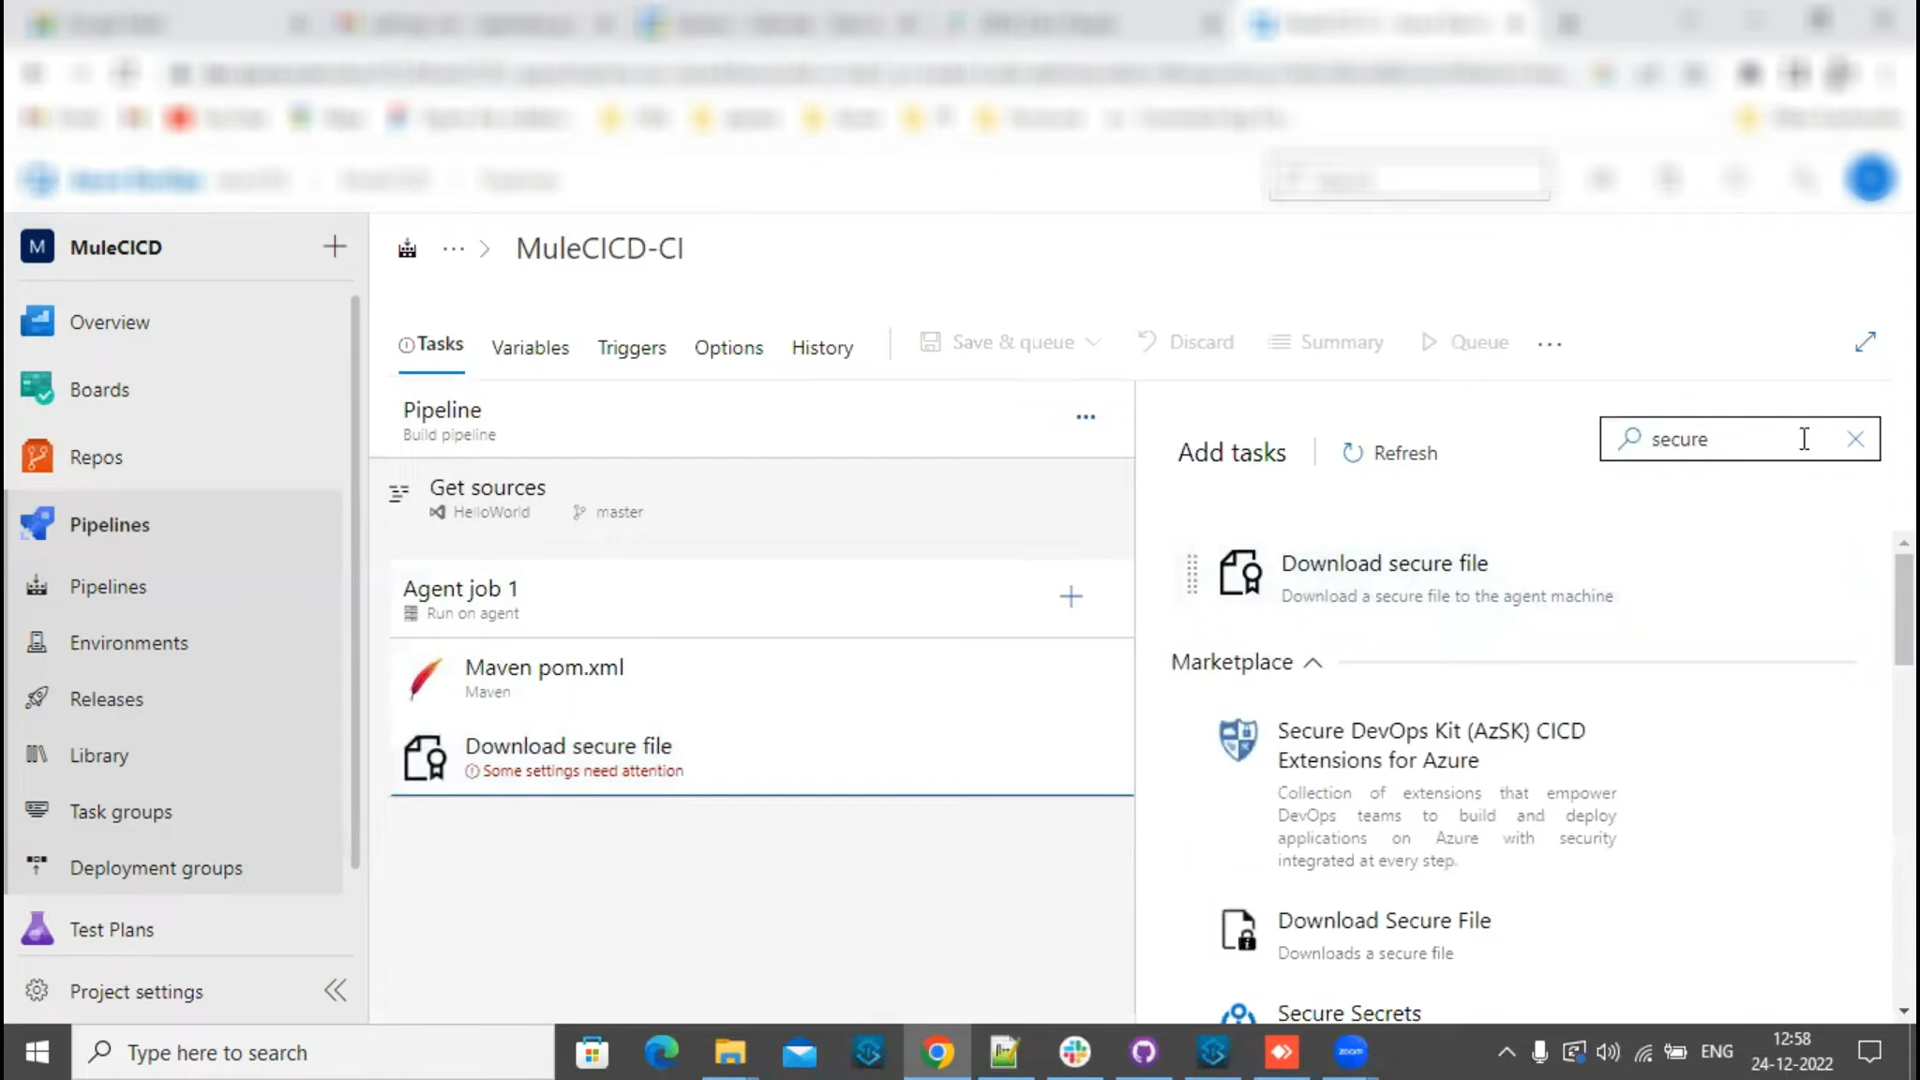 M MuleCICD
Overview
Boards
Repos
Pipelines
Pipelines
Environments
Releases
Library
Task groups
Deployment groups
Test Plans
Project settings
··· > MuleCICD-CI
Tasks Variables Triggers Options History Save & queue Discard Summary Queue ···
Pipeline
Build pipeline
Get sources
HelloWorld master
Agent job 1
Run on agent
Maven pom.xml
Maven
Download secure file
Some settings need attention
Add tasks Refresh secure
Download secure file
Download a secure file to the agent machine
Marketplace
Secure DevOps Kit (AzSK) CICD
Extensions for Azure
Collection of extensions that empower
DevOps teams to build and deploy
applications on Azure with security
integrated at every step.
Download Secure File
Downloads a secure file
Secure Secrets
Type here to search
zoom
ENG
12:58
24-12-2022